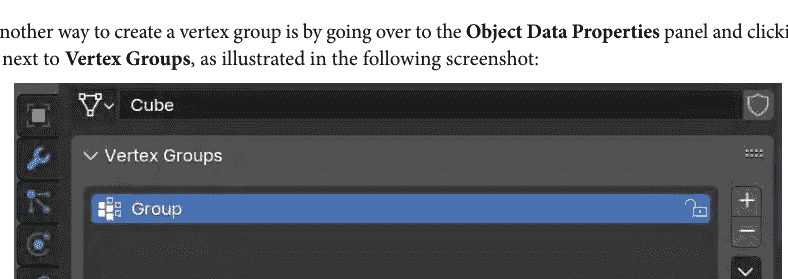 nother way to create a vertex group is by going over to the Object Data Properties panel and clicki
next to Vertex Groups, as illustrated in the following screenshot:
Cube
Vertex Groups
Group